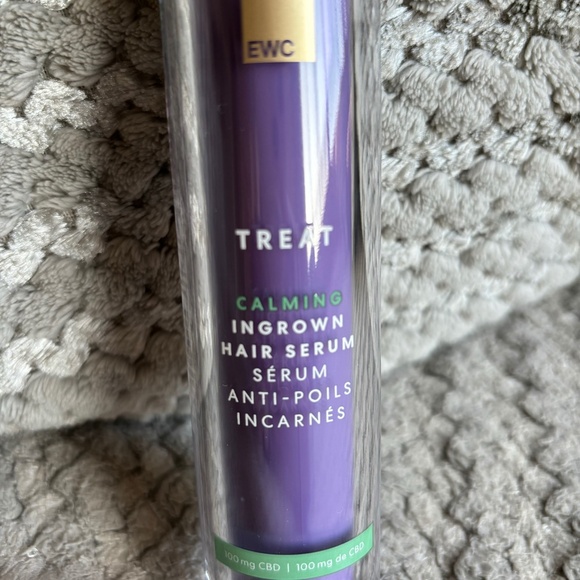 EWC
TREAT
CALMING
INGROWN
HAIR SERUM
SÉRUM
ANTI-POILS
INCARNÉS
100 mg CBD | 100 mg de CBD